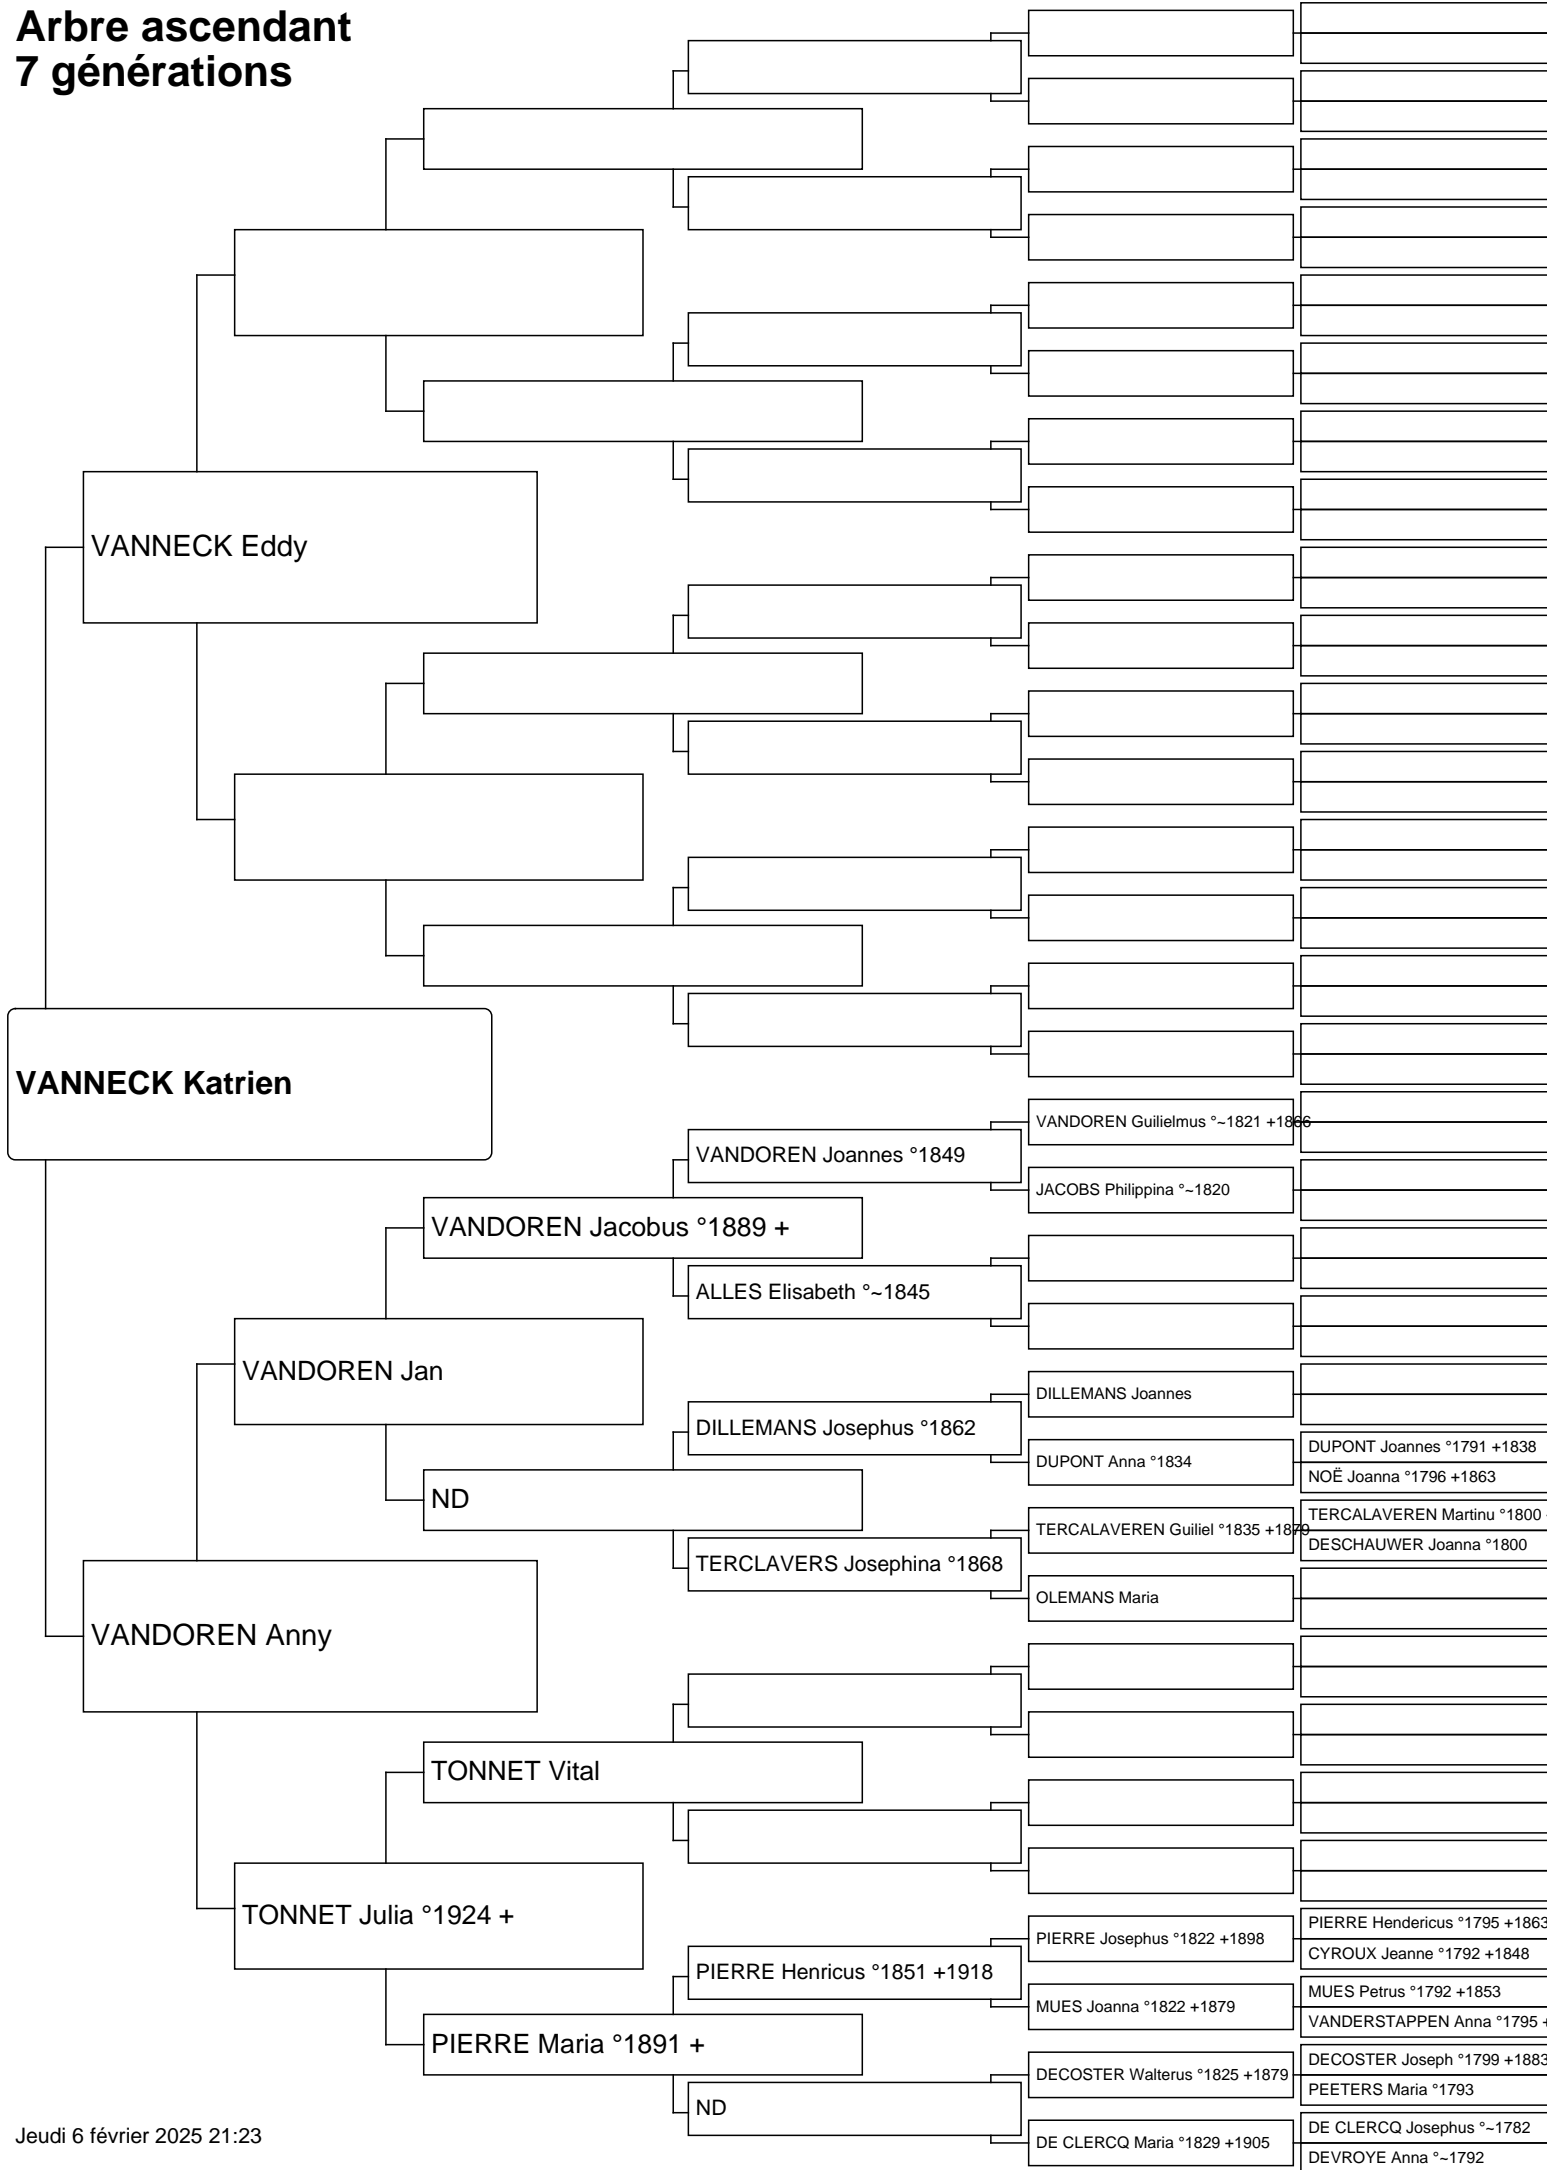 Arbre ascendant
7 générations
VANNECK Eddy
VANNECK Katrien
VANDOREN Guilielmus °~1821 +1866
VANDOREN Joannes °1849
JACOBS Philippina °~1820
VANDOREN Jacobus °1889 +
ALLES Elisabeth °~1845
VANDOREN Jan
DILLEMANS Joannes
DILLEMANS Josephus °1862
DUPONT Joannes °1791 +1838
DUPONT Anna °1834
NOË Joanna °1796 +1863
ND
TERCALAVEREN Martinu °1800
TERCALAVEREN Guiliel °1835 +1879
DESCHAUWER Joanna °1800
TERCLAVERS Josephina °1868
OLEMANS Maria
VANDOREN Anny
TONNET Vital
TONNET Julia °1924 +
PIERRE Hendericus °1795 +1863
PIERRE Josephus °1822 +1898
CYROUX Jeanne °1792 +1848
PIERRE Henricus °1851 +1918
MUES Petrus °1792 +1853
MUES Joanna °1822 +1879
VANDERSTAPPEN Anna °1795 +
PIERRE Maria °1891 +
DECOSTER Joseph °1799 +1883
DECOSTER Walterus °1825 +1879
PEETERS Maria °1793
ND
DE CLERCQ Josephus °~1782
DE CLERCQ Maria °1829 +1905
DEVROYE Anna °~1792
Jeudi 6 février 2025 21:23